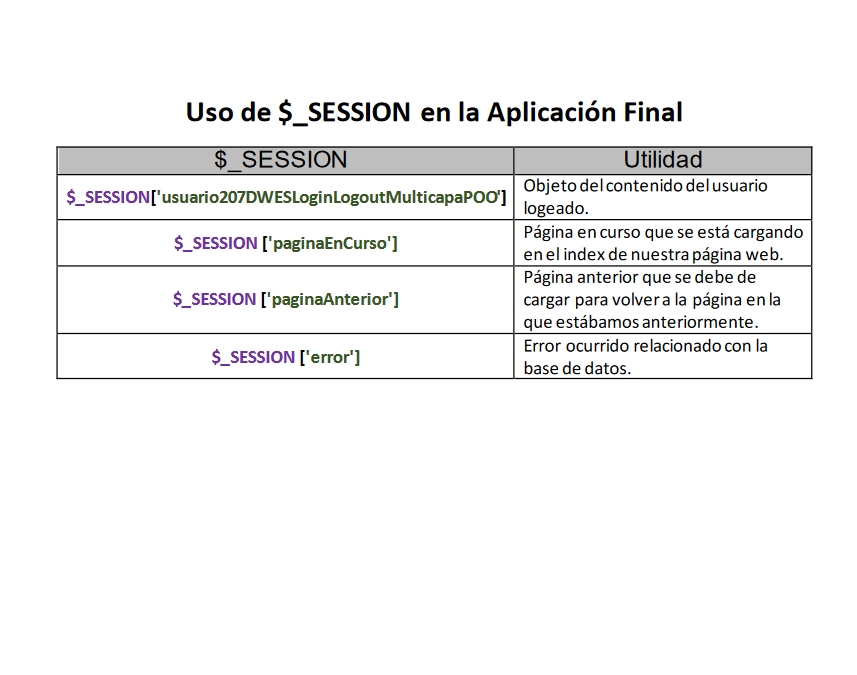 Uso de $_SESSION en la Aplicación Final
$_SESSION Utilidad
$_SESSION['usuario207DWESLoginLogoutMulticapaPOO']
Objeto del contenido del usuario
logeado.
$_SESSION ['paginaEnCurso']
Página en curso que se está cargando
en el index de nuestra página web.
$_SESSION ['paginaAnterior']
Página anterior que se debe de
cargar para volver a la página en la
que estábamos anteriormente.
$_SESSION ['error']
Error ocurrido relacionado con la
base de datos.